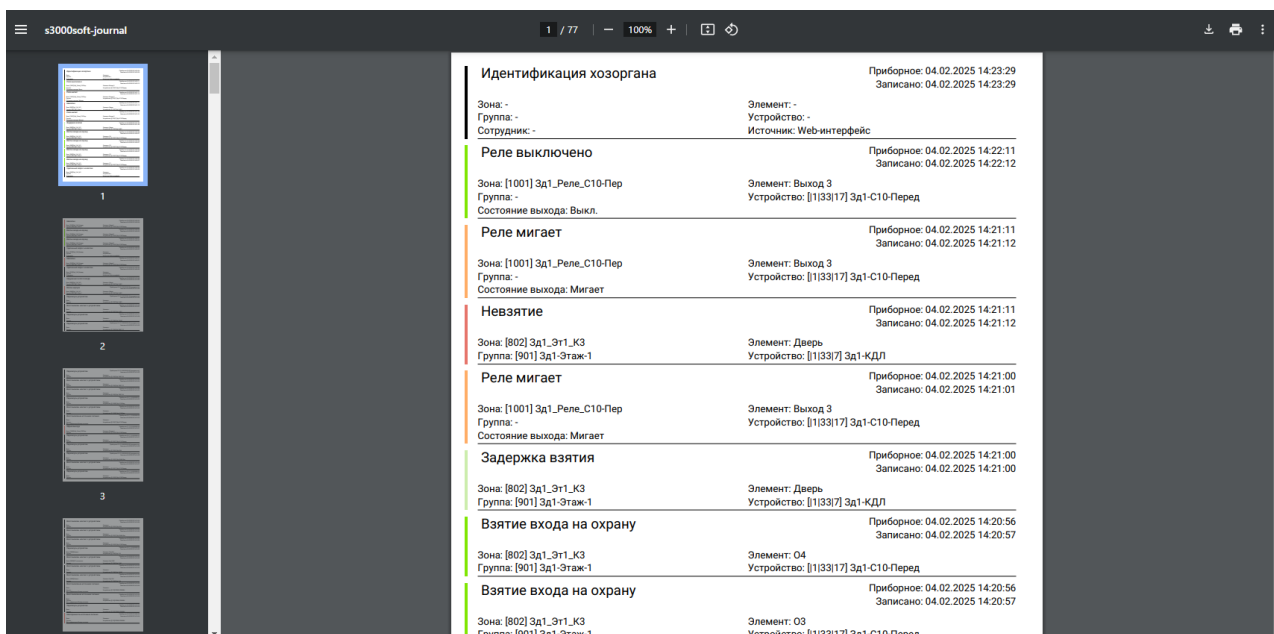 s3000soft-journal
1 / 77 — 100% +
1
2
3
Идентификация хозоргана
Приборное: 04.02.2025 14:23:29
Записано: 04.02.2025 14:23:29
Зона: -
Элемент: -
Группа: -
Устройство: -
Сотрудник: -
Источник: Web-интерфейс
Реле выключено
Приборное: 04.02.2025 14:22:11
Записано: 04.02.2025 14:22:12
Зона: [1001] Зд1_Реле_С10-Пер
Элемент: Выход 3
Группа: -
Устройство: [|1|33|17] Зд1-С10-Перед
Состояние выхода: Выкл.
Реле мигает
Приборное: 04.02.2025 14:21:11
Записано: 04.02.2025 14:21:12
Зона: [1001] Зд1_Реле_С10-Пер
Элемент: Выход 3
Группа: -
Устройство: [|1|33|17] Зд1-С10-Перед
Состояние выхода: Мигает
Невзятие
Приборное: 04.02.2025 14:21:11
Записано: 04.02.2025 14:21:12
Зона: [802] Зд1_Эт1_К3
Элемент: Дверь
Группа: [901] Зд1-Этаж-1
Устройство: [|1|33|7] Зд1-КДЛ
Реле мигает
Приборное: 04.02.2025 14:21:00
Записано: 04.02.2025 14:21:01
Зона: [1001] Зд1_Реле_С10-Пер
Элемент: Выход 3
Группа: -
Устройство: [|1|33|17] Зд1-С10-Перед
Состояние выхода: Мигает
Задержка взятия
Приборное: 04.02.2025 14:21:00
Записано: 04.02.2025 14:21:00
Зона: [802] Зд1_Эт1_К3
Элемент: Дверь
Группа: [901] Зд1-Этаж-1
Устройство: [|1|33|7] Зд1-КДЛ
Взятие входа на охрану
Приборное: 04.02.2025 14:20:56
Записано: 04.02.2025 14:20:57
Зона: [802] Зд1_Эт1_К3
Элемент: О4
Группа: [901] Зд1-Этаж-1
Устройство: [|1|33|17] Зд1-С10-Перед
Взятие входа на охрану
Приборное: 04.02.2025 14:20:56
Записано: 04.02.2025 14:20:57
Зона: [802] Зд1_Эт1_К3
Элемент: О3
Группа: [901] Зд1-Этаж-1
Устройство: [|1|33|17] Зд1-С10-Перед